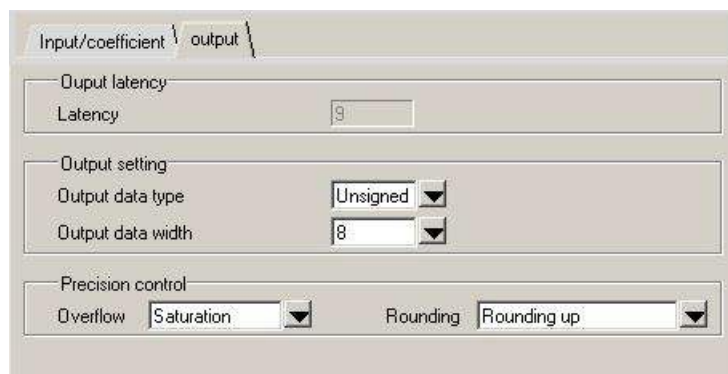 Input/coefficient output
Ouput latency
Latency 9
Output setting
Output data type Unsigned
Output data width 8
Precision control
Overflow Saturation Rounding Rounding up